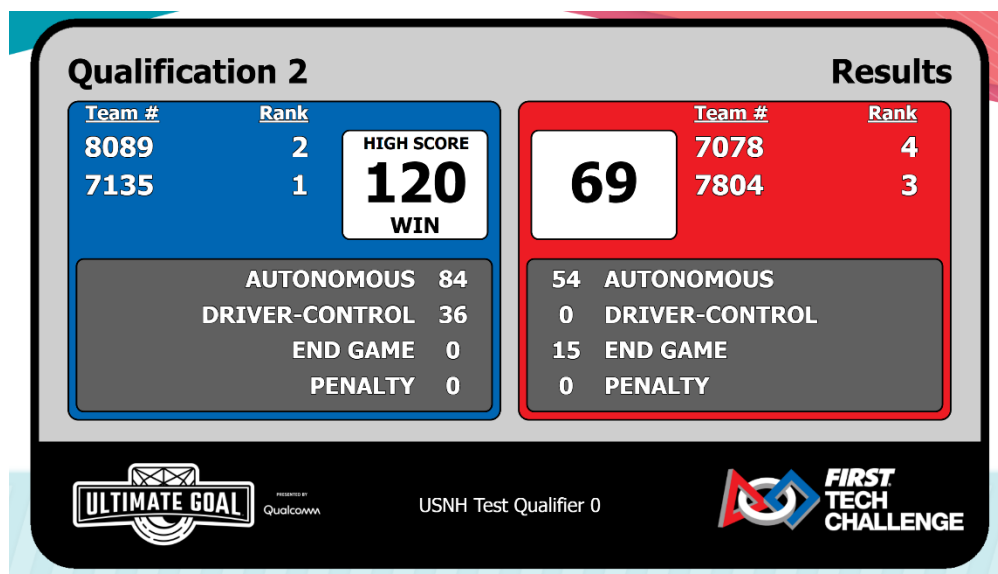 Qualification 2 Results
Team # Rank
8089 2
7135 1
HIGH SCORE
120
WIN
69
Team # Rank
7078 4
7804 3
AUTONOMOUS 84
DRIVER-CONTROL 36
END GAME 0
PENALTY 0
54 AUTONOMOUS
0 DRIVER-CONTROL
15 END GAME
0 PENALTY
ULTIMATE GOAL
PRESENTED BY
Qualcomm
USNH Test Qualifier 0
FIRST
TECH
CHALLENGE